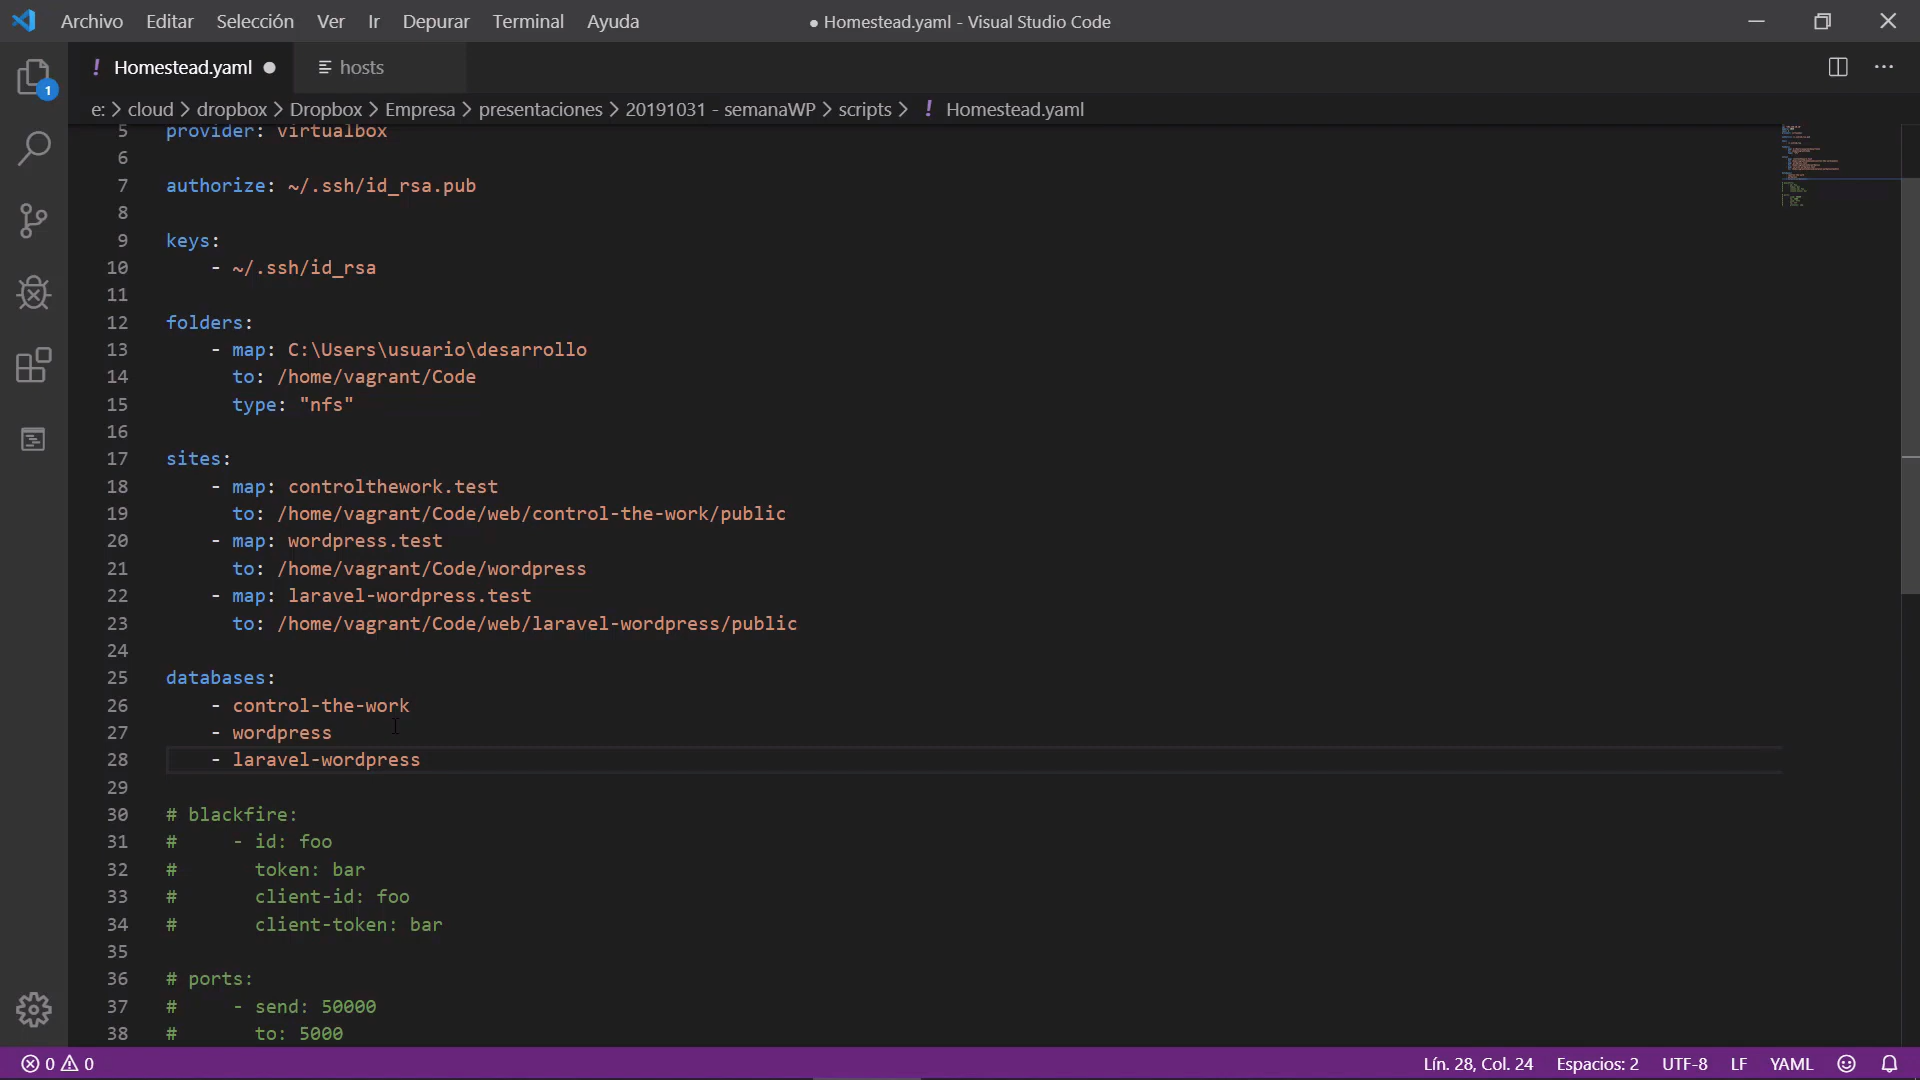 Archivo Editar Selección Ver Ir Depurar Terminal Ayuda ● Homestead.yaml - Visual Studio Code
1
! Homestead.yaml ● hosts
e: > cloud > dropbox > Dropbox > Empresa > presentaciones > 20191031 - semanaWP > scripts > ! Homestead.yaml
5 provider: virtualbox
6
7 authorize: ~/.ssh/id_rsa.pub
8
9 keys:
10     - ~/.ssh/id_rsa
11
12 folders:
13     - map: C:\Users\usuario\desarrollo
14       to: /home/vagrant/Code
15       type: "nfs"
16
17 sites:
18     - map: controlthework.test
19       to: /home/vagrant/Code/web/control-the-work/public
20     - map: wordpress.test
21       to: /home/vagrant/Code/wordpress
22     - map: laravel-wordpress.test
23       to: /home/vagrant/Code/web/laravel-wordpress/public
24
25 databases:
26     - control-the-work
27     - wordpress
28     - laravel-wordpress
29
30 # blackfire:
31 #     - id: foo
32 #       token: bar
33 #       client-id: foo
34 #       client-token: bar
35
36 # ports:
37 #     - send: 50000
38 #       to: 5000
0 0 Lín. 28, Col. 24 Espacios: 2 UTF-8 LF YAML